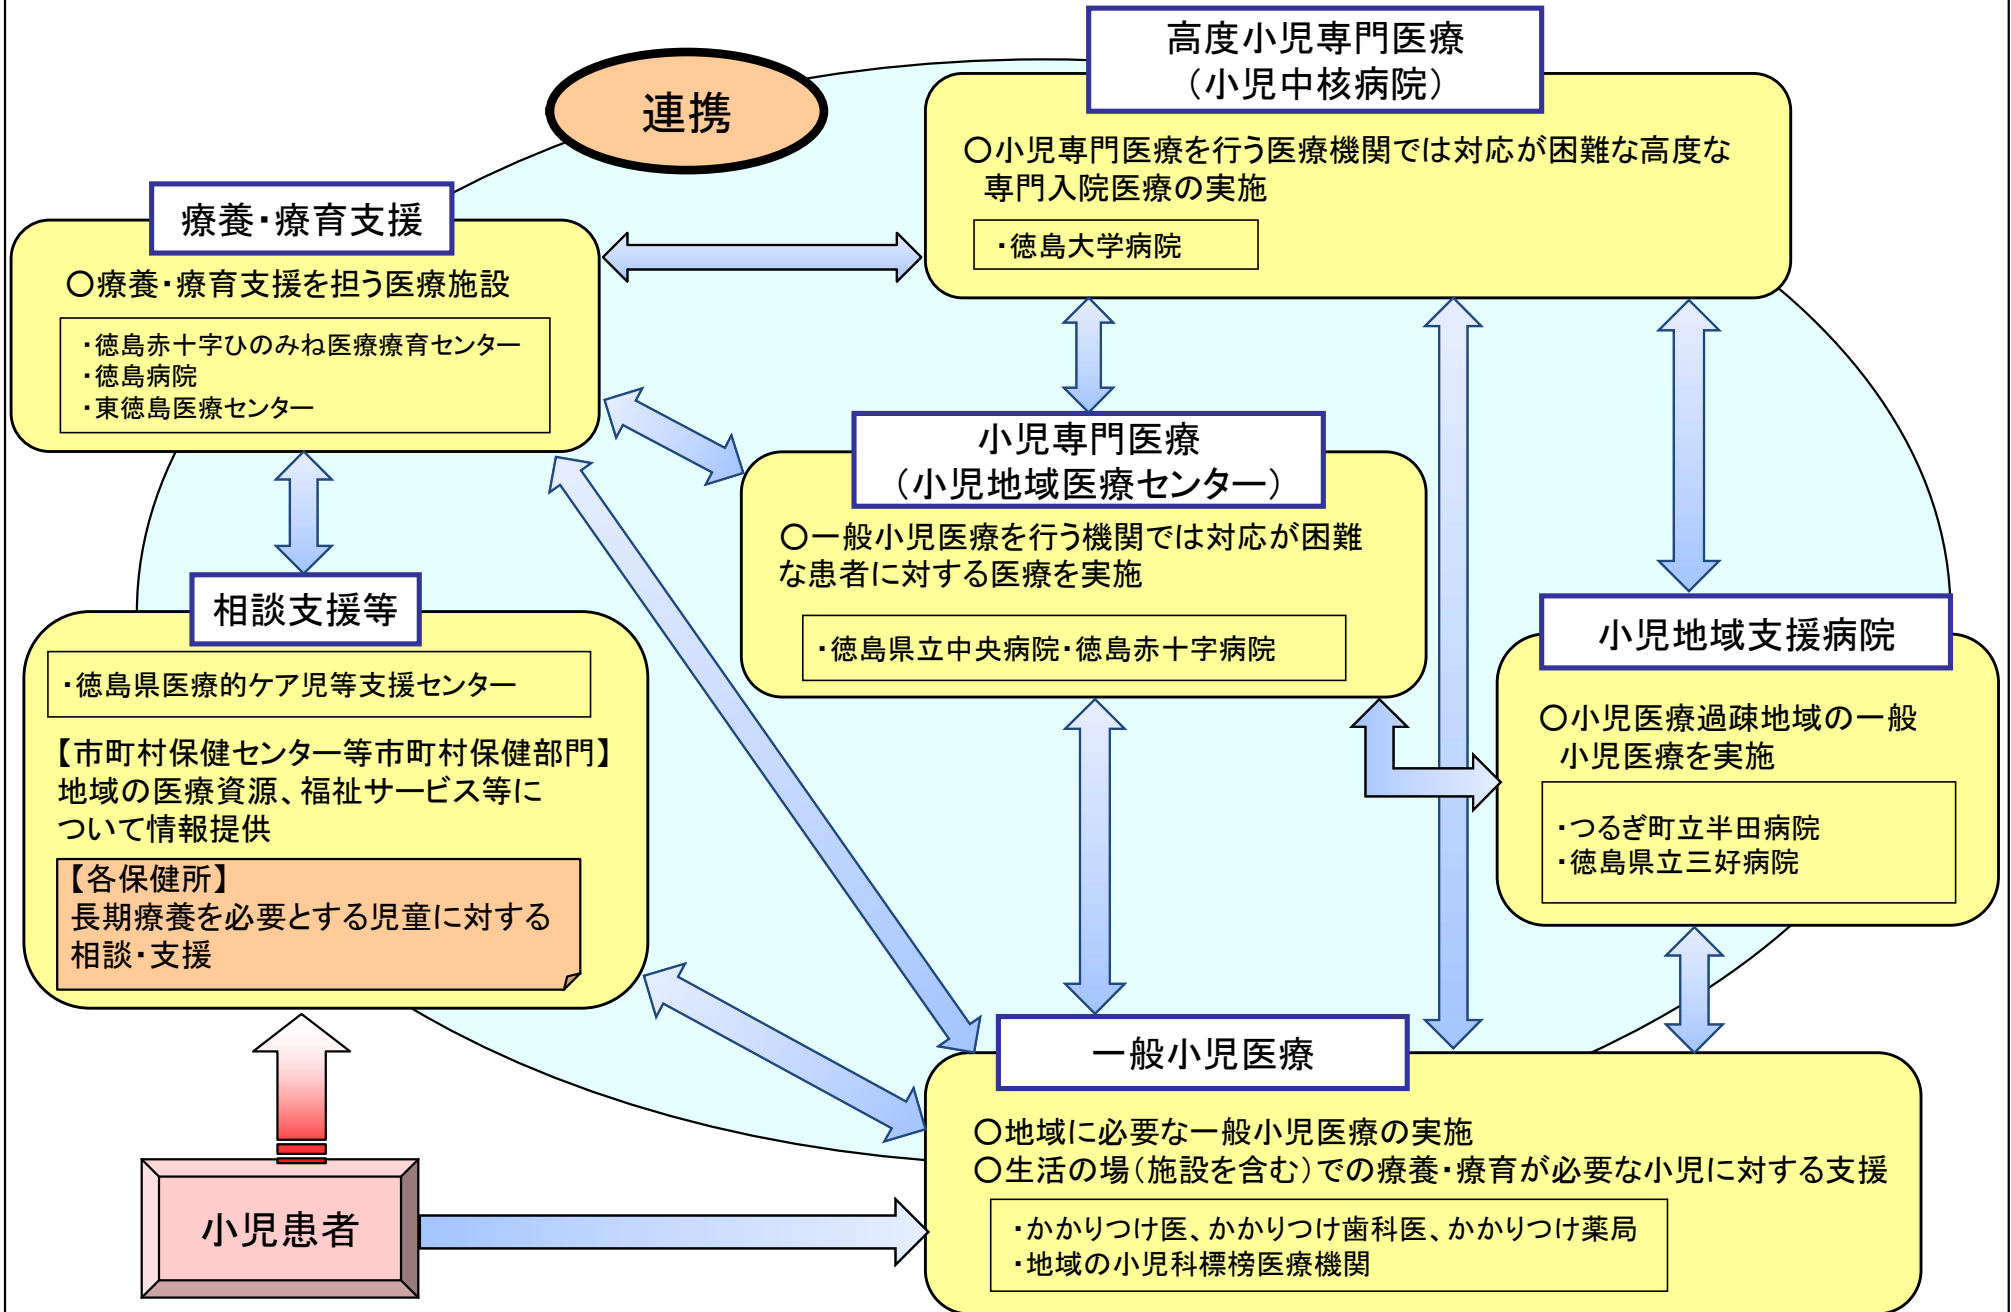 連携
高度小児専門医療
（小児中核病院）
○小児専門医療を行う医療機関では対応が困難な高度な
専門入院医療の実施
・徳島大学病院
療養・療育支援
○療養・療育支援を担う医療施設
・徳島赤十字ひのみね医療療育センター
・徳島病院
・東徳島医療センター
小児専門医療
（小児地域医療センター）
○一般小児医療を行う機関では対応が困難
な患者に対する医療を実施
・徳島県立中央病院・徳島赤十字病院
相談支援等
・徳島県医療的ケア児等支援センター
【市町村保健センター等市町村保健部門】
地域の医療資源、福祉サービス等に
ついて情報提供
【各保健所】
長期療養を必要とする児童に対する
相談・支援
小児地域支援病院
○小児医療過疎地域の一般
小児医療を実施
・つるぎ町立半田病院
・徳島県立三好病院
一般小児医療
○地域に必要な一般小児医療の実施
○生活の場（施設を含む）での療養・療育が必要な小児に対する支援
・かかりつけ医、かかりつけ歯科医、かかりつけ薬局
・地域の小児科標榜医療機関
小児患者